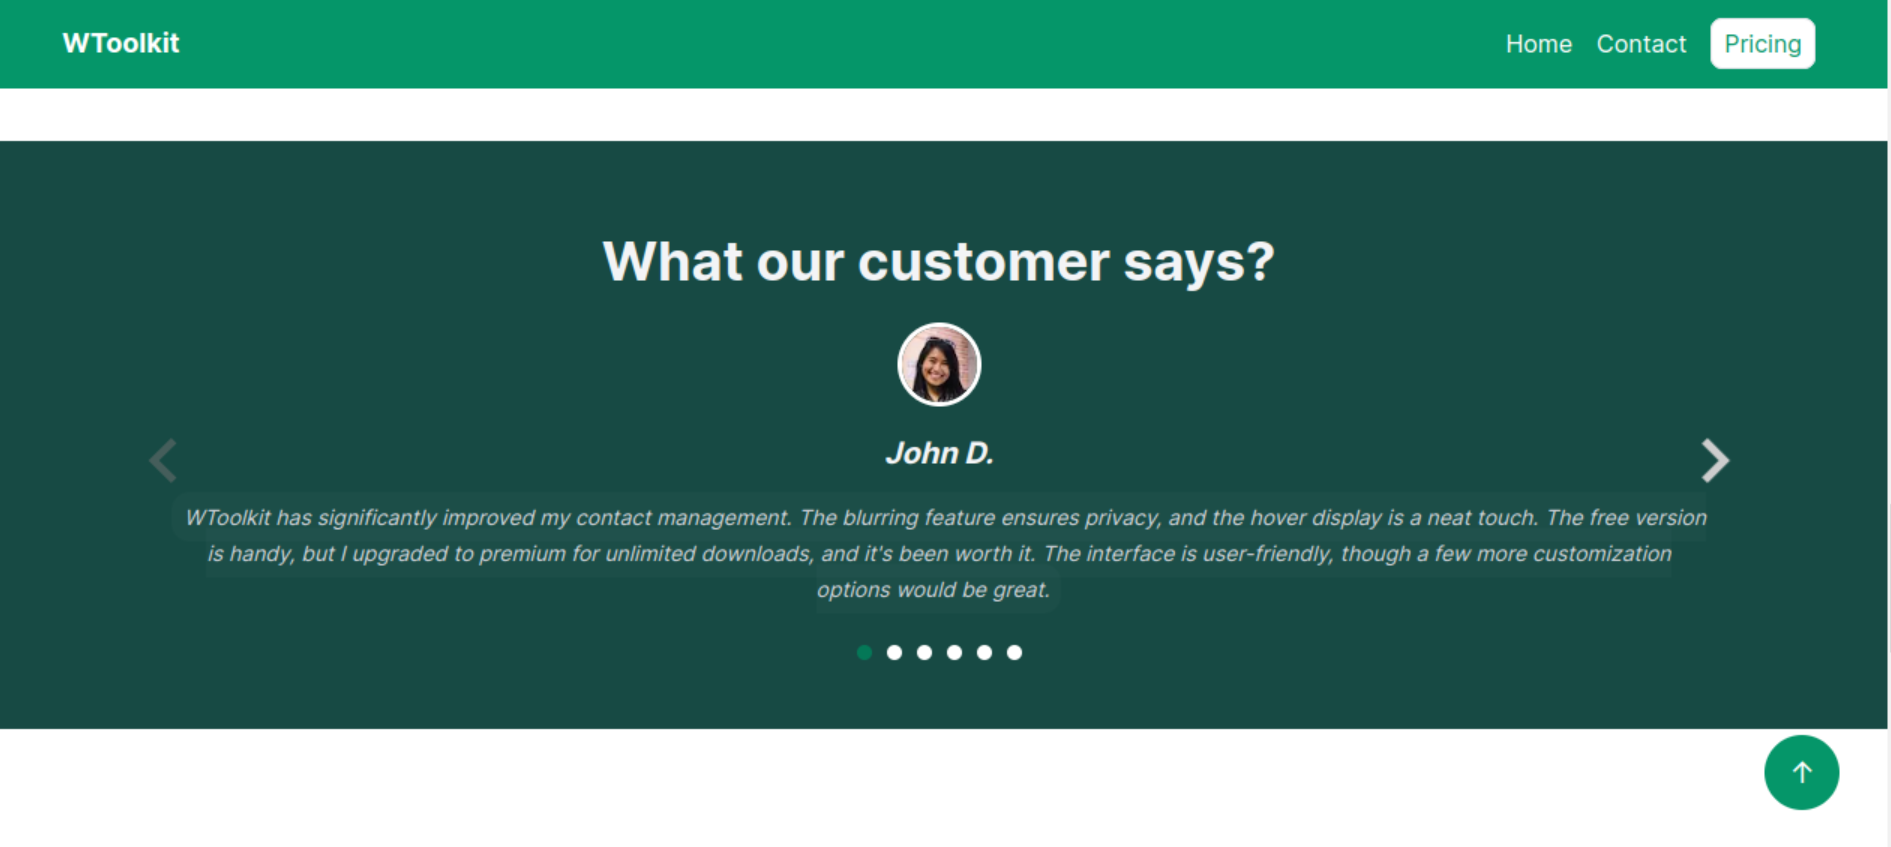 WToolkit
Home Contact Pricing
What our customer says?
John D.
WToolkit has significantly improved my contact management. The blurring feature ensures privacy, and the hover display is a neat touch. The free version
is handy, but I upgraded to premium for unlimited downloads, and it's been worth it. The interface is user-friendly, though a few more customization
options would be great.